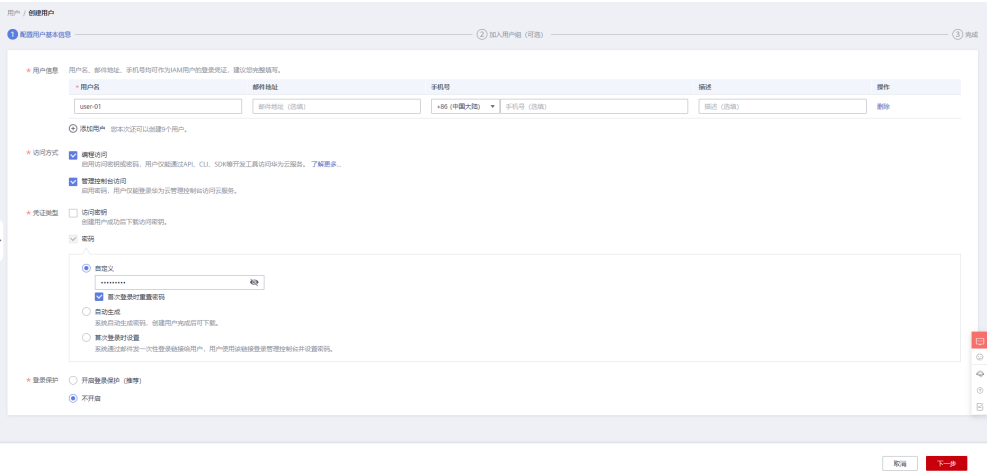 用户 / 创建用户
1 配置用户基本信息
2 加入用户组（可选）
3 完成
* 用户信息 用户名、邮件地址、手机号均可作为IAM用户的登录凭证，建议您完整填写。
* 用户名 邮件地址 手机号 描述 操作
user-01 邮件地址（选填） +86 (中国大陆) 手机号（选填） 描述（选填） 删除
添加用户 您本次还可以创建9个用户。
* 访问方式 编程访问
启用访问密钥或密码，用户仅能通过API、CLI、SDK等开发工具访问华为云服务。 了解更多...
管理控制台访问
启用密码，用户仅能登录华为云管理控制台访问云服务。
* 凭证类型 访问密钥
创建用户成功后下载访问密钥。
密码
自定义
•••••••••
首次登录时重置密码
自动生成
系统自动生成密码，创建用户完成后可下载。
首次登录时设置
系统通过邮件发一次性登录链接给用户，用户使用该链接登录管理控制台并设置密码。
* 登录保护 开启登录保护（推荐）
不开启
取消 下一步